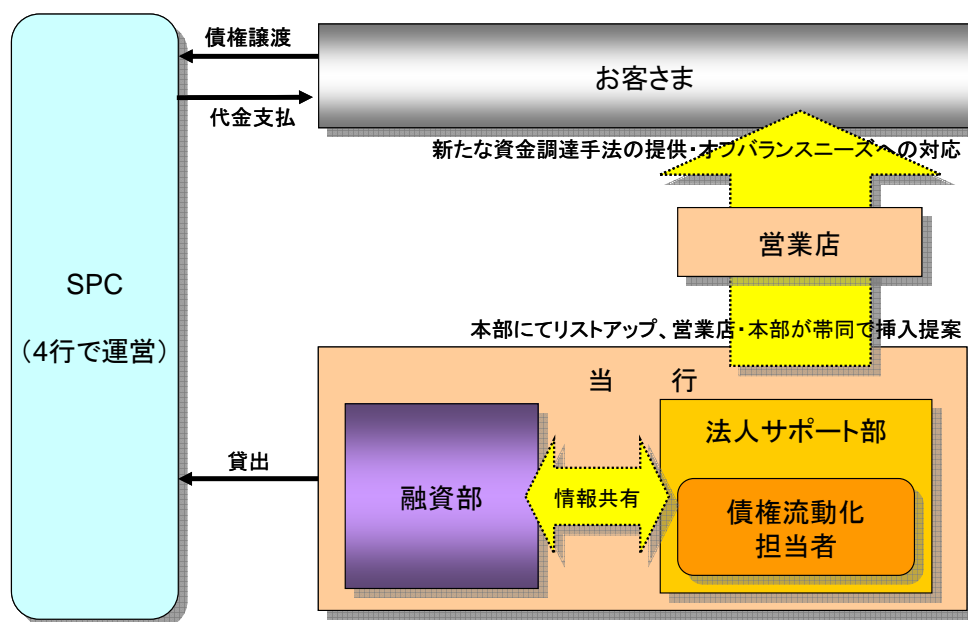 債権譲渡
お客さま
代金支払
新たな資金調達手法の提供・オフバランスニーズへの対応
営業店
SPC
(4行で運営)
本部にてリストアップ、営業店・本部が帯同で挿入提案
当 行
法人サポート部
貸出
融資部
情報共有
債権流動化
担当者